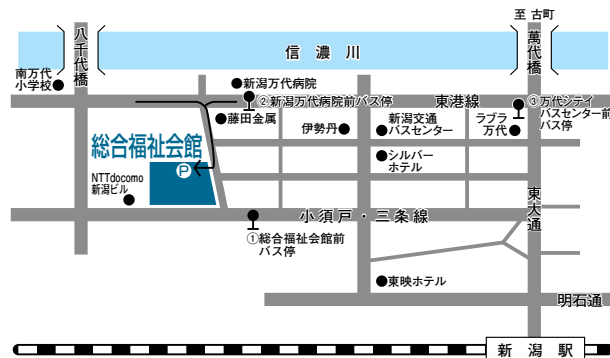 至 古町
八千代橋
信濃川
萬代橋
南万代
小学校
新潟万代病院
②新潟万代病院前バス停
東港線
③万代シテイ
バスセンター前
バス停
藤田金属
伊勢丹
新潟交通
バスセンター
ラブラ
万代
総合福祉会館
P
シルバー
ホテル
NTTdocomo
新潟ビル
東大通
小須戸・三条線
①総合福祉会館前
バス停
東映ホテル
明石通
新潟駅